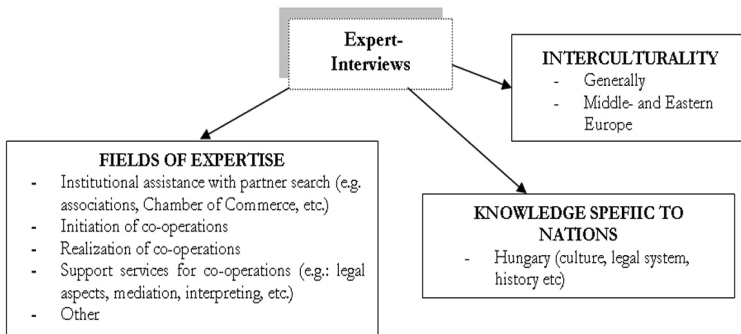 Expert-
Interviews
INTERCULTURALITY
- Generally
- Middle- and Eastern
Europe
FIELDS OF EXPERTISE
- Institutional assistance with partner search (e.g.
associations, Chamber of Commerce, etc.)
- Initiation of co-operations
- Realization of co-operations
- Support services for co-operations (e.g.: legal
aspects, mediation, interpreting, etc.)
- Other
KNOWLEDGE SPEFIIC TO
NATIONS
- Hungary (culture, legal system,
history etc)